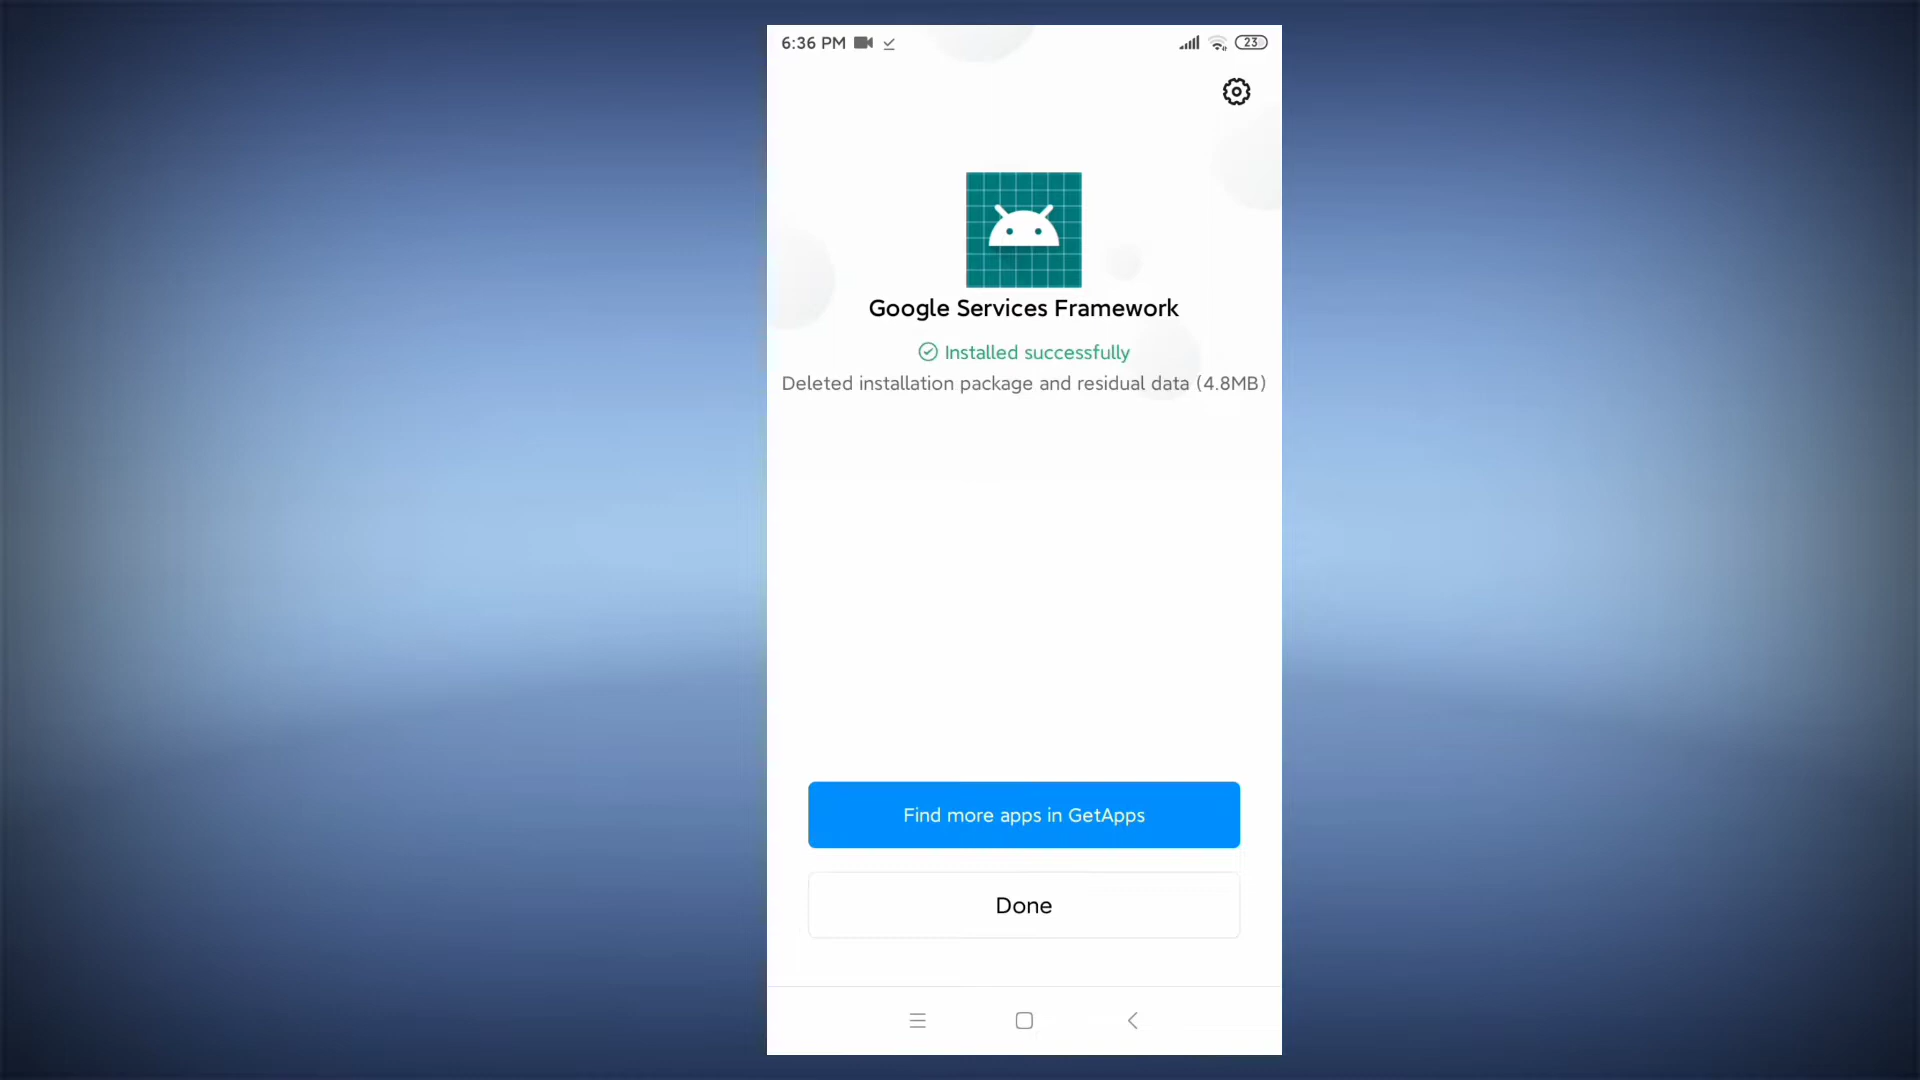 6:36 PM
23
Google Services Framework
Installed successfully
Deleted installation package and residual data (4.8MB)
Find more apps in GetApps
Done